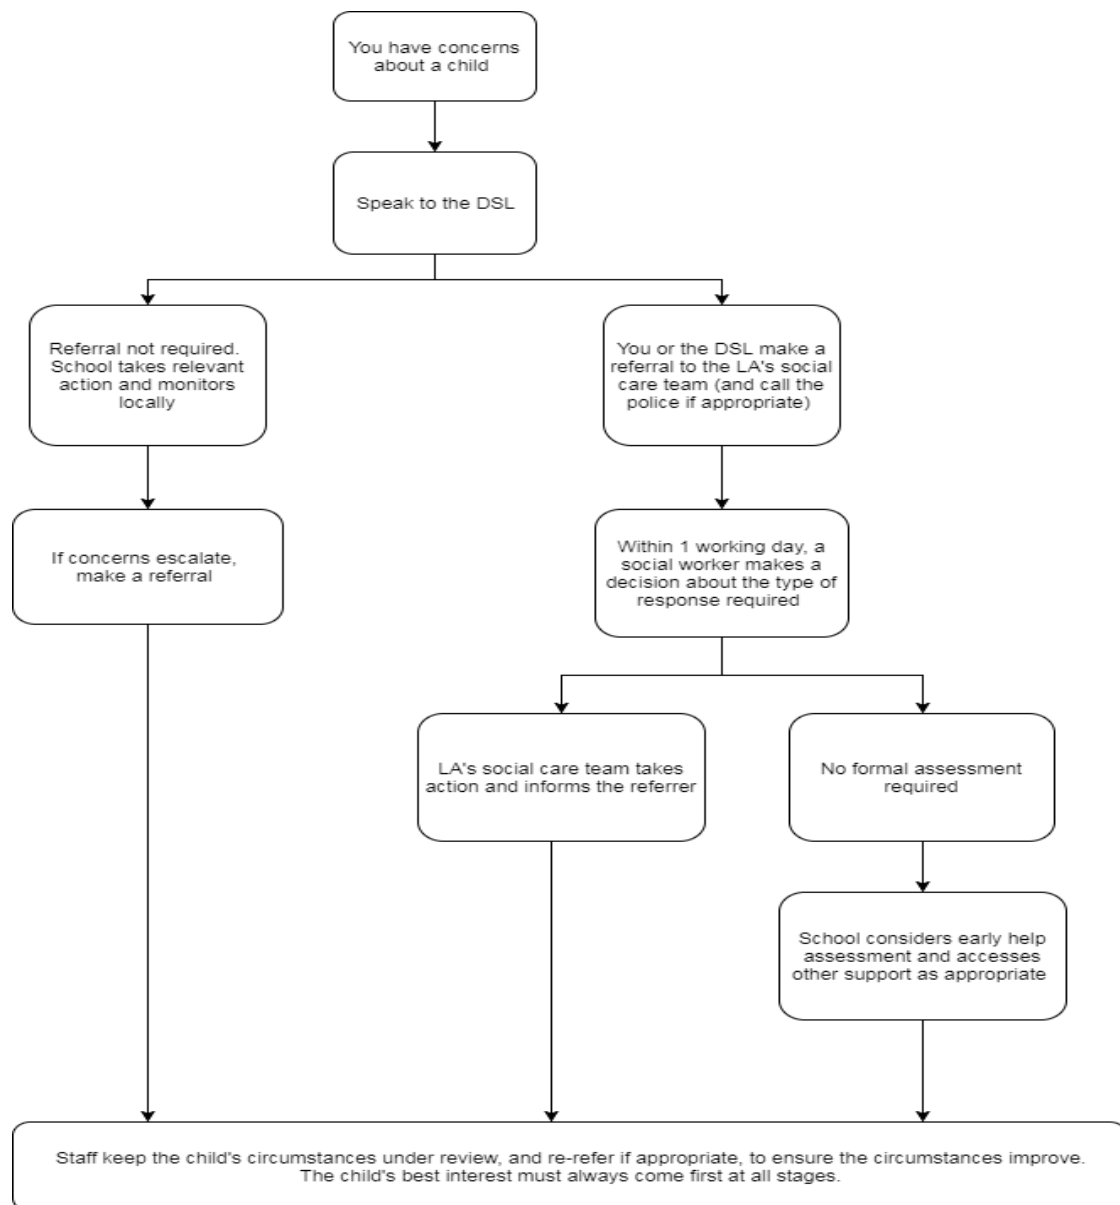 You have concerns
about a child
Speak to the DSL
Referral not required.
School takes relevant
action and monitors
locally
You or the DSL make a
referral to the LA's social
care team (and call the
police if appropriate)
If concerns escalate,
make a referral
Within 1 working day, a
social worker makes a
decision about the type of
response required
LA's social care team takes
action and informs the referrer
No formal assessment
required
School considers early help
assessment and accesses
other support as appropriate
Staff keep the child's circumstances under review, and re-refer if appropriate, to ensure the circumstances improve.
The child's best interest must always come first at all stages.